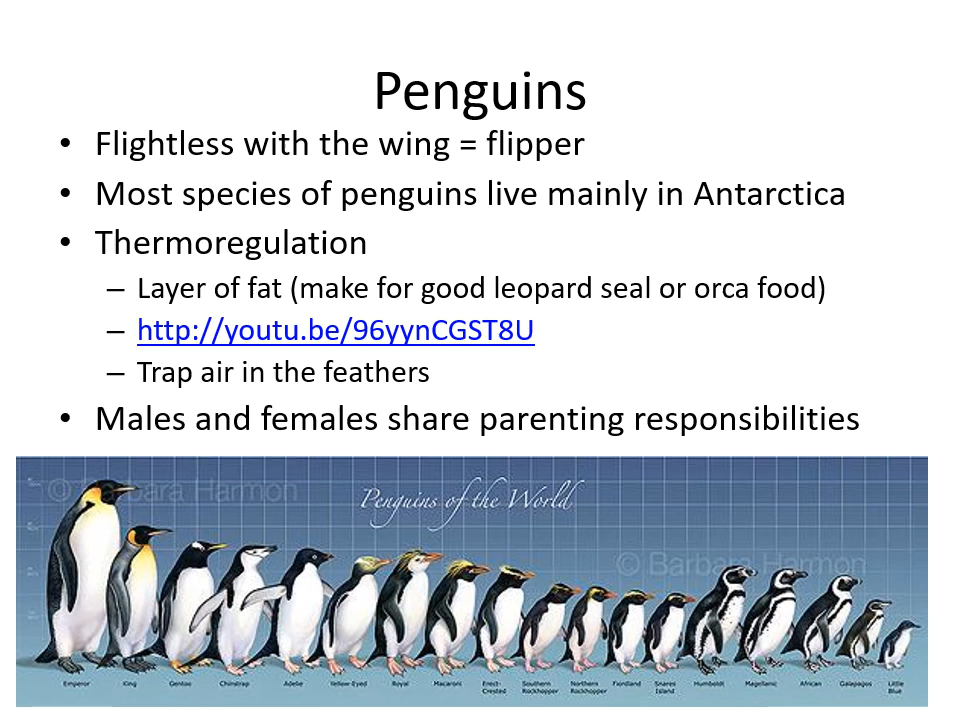 Penguins
• Flightless with the wing = flipper
• Most species of penguins live mainly in Antarctica
• Thermoregulation
– Layer of fat (make for good leopard seal or orca food)
– http://youtu.be/96yynCGST8U
– Trap air in the feathers
• Males and females share parenting responsibilities
© Barbara Harmon
Penguins of the World
© Barbara Harmon
Emperor King Gentoo Chinstrap Adelie Yellow-Eyed Royal Macaroni Erect- Southern Northern Fiordland Snares Humboldt Magellanic African Galapagos Little
Crested Rockhopper Rockhopper Island Blue